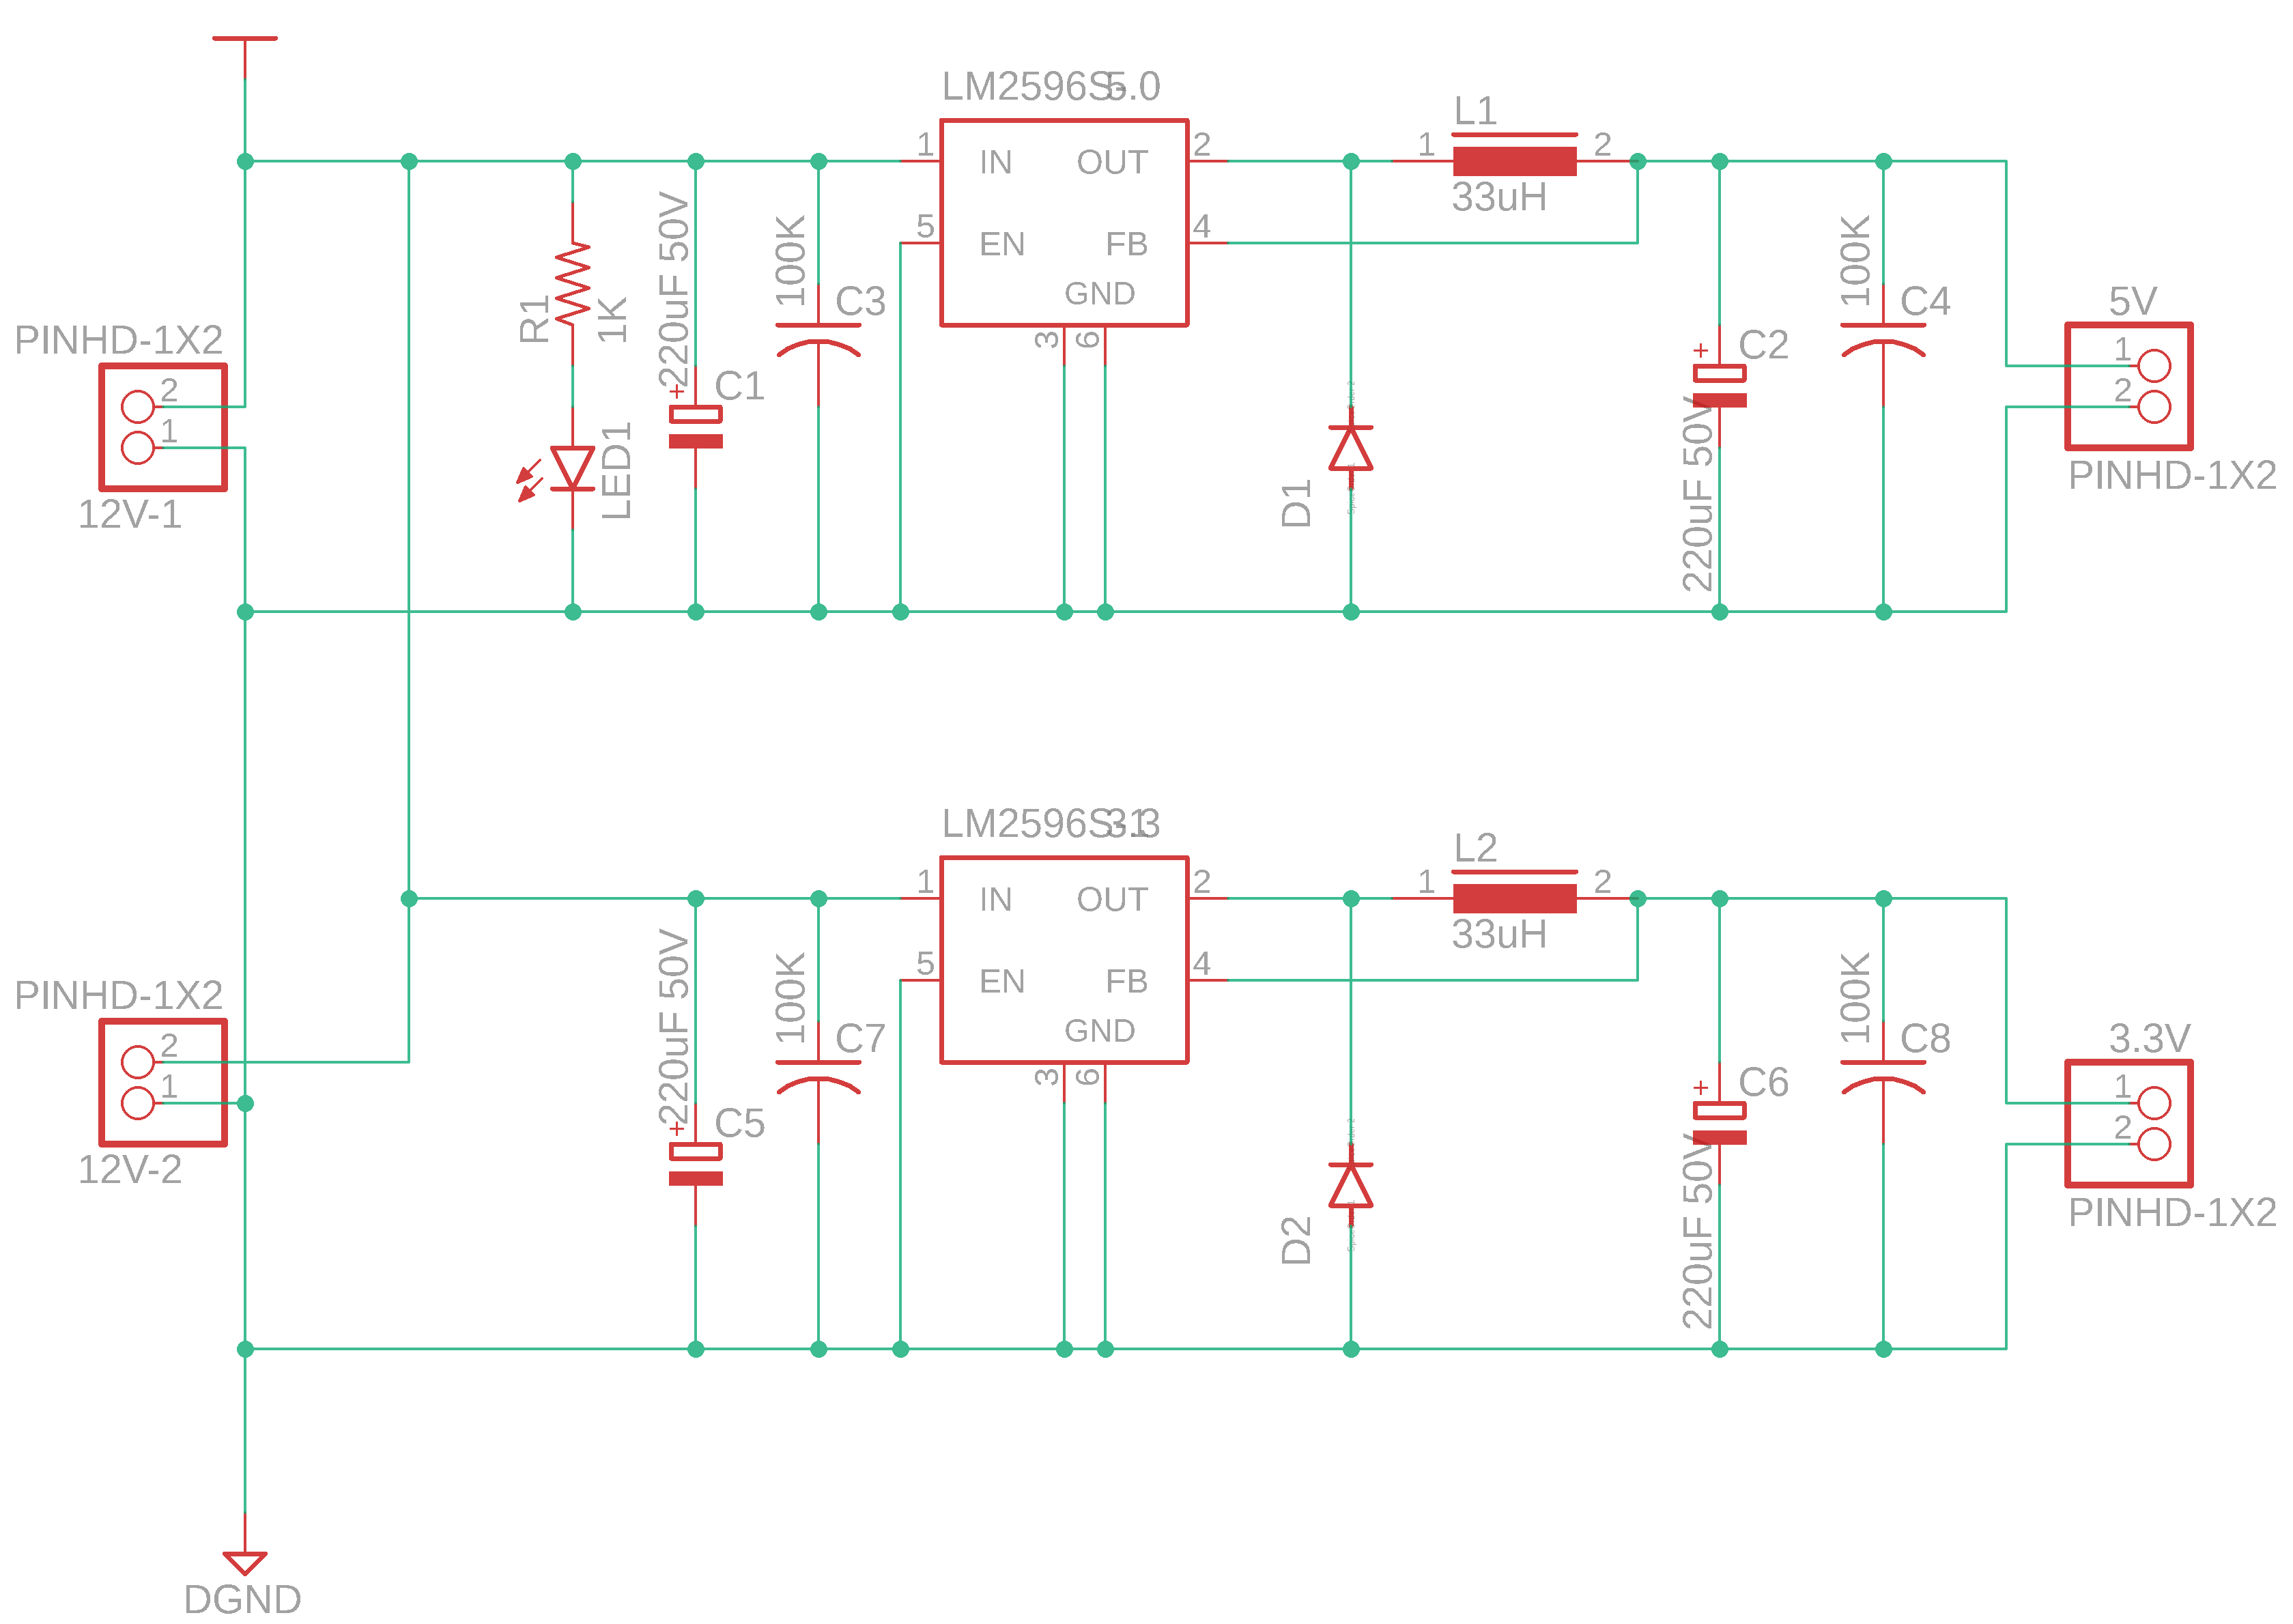 LM2596S-5.0
L1
1
IN
OUT
2
1
2
33uH
5
EN
FB
4
GND
3
6
100K
C3
R1
1K
220uF 50V
+
C1
LED1
PINHD-1X2
2
1
12V-1
D1
+
C2
220uF 50V
100K
C4
5V
1
2
PINHD-1X2
LM2596S-
L2
1
IN
OUT
2
1
2
33uH
5
EN
FB
4
GND
3
6
100K
C7
220uF 50V
+
C5
PINHD-1X2
2
1
12V-2
D2
+
C6
220uF 50V
100K
C8
3.3V
1
2
PINHD-1X2
DGND